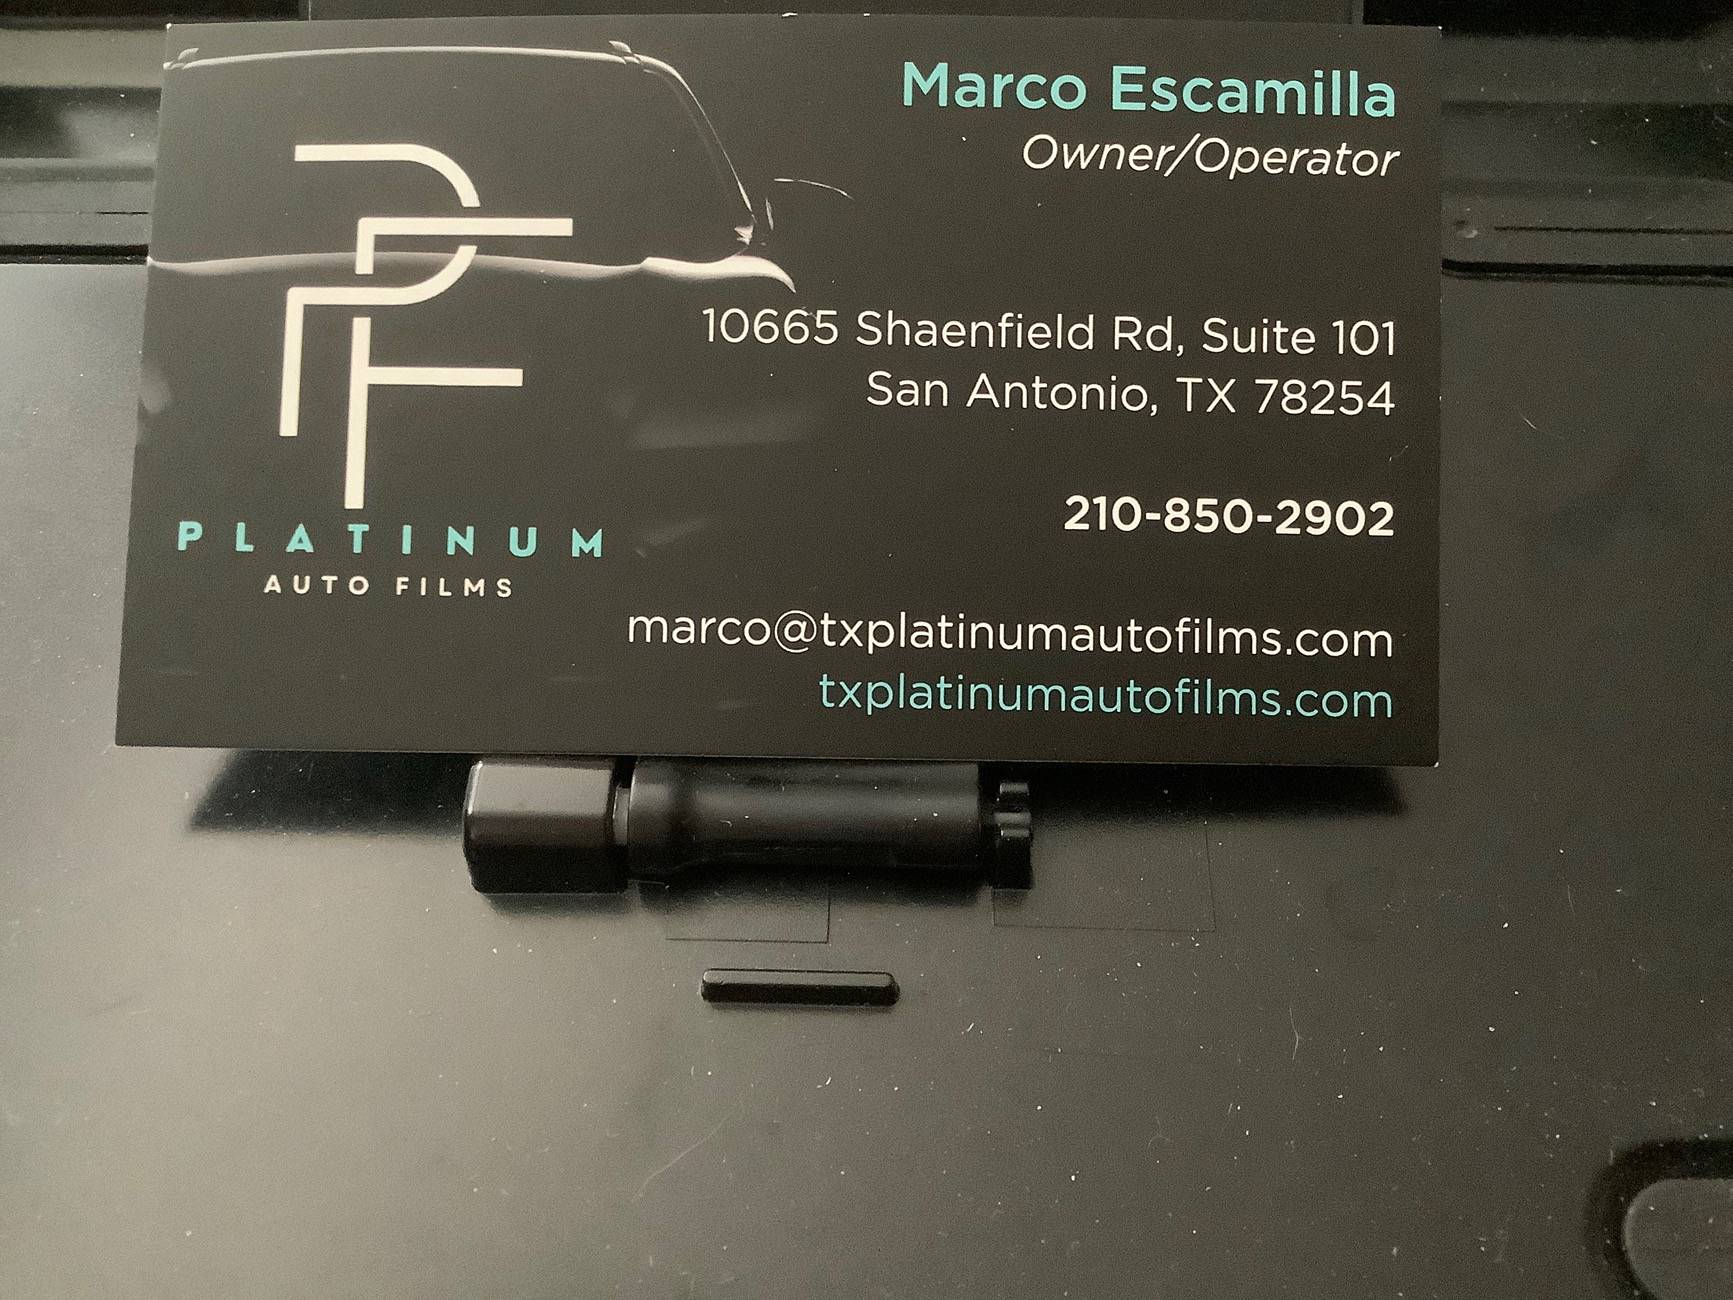 Marco Escamilla
Owner/Operator
10665 Shaenfield Rd, Suite 101
San Antonio, TX 78254
210-850-2902
marco@txplatinumautofilms.com
txplatinumautofilms.com
PF
PLATINUM
AUTO FILMS